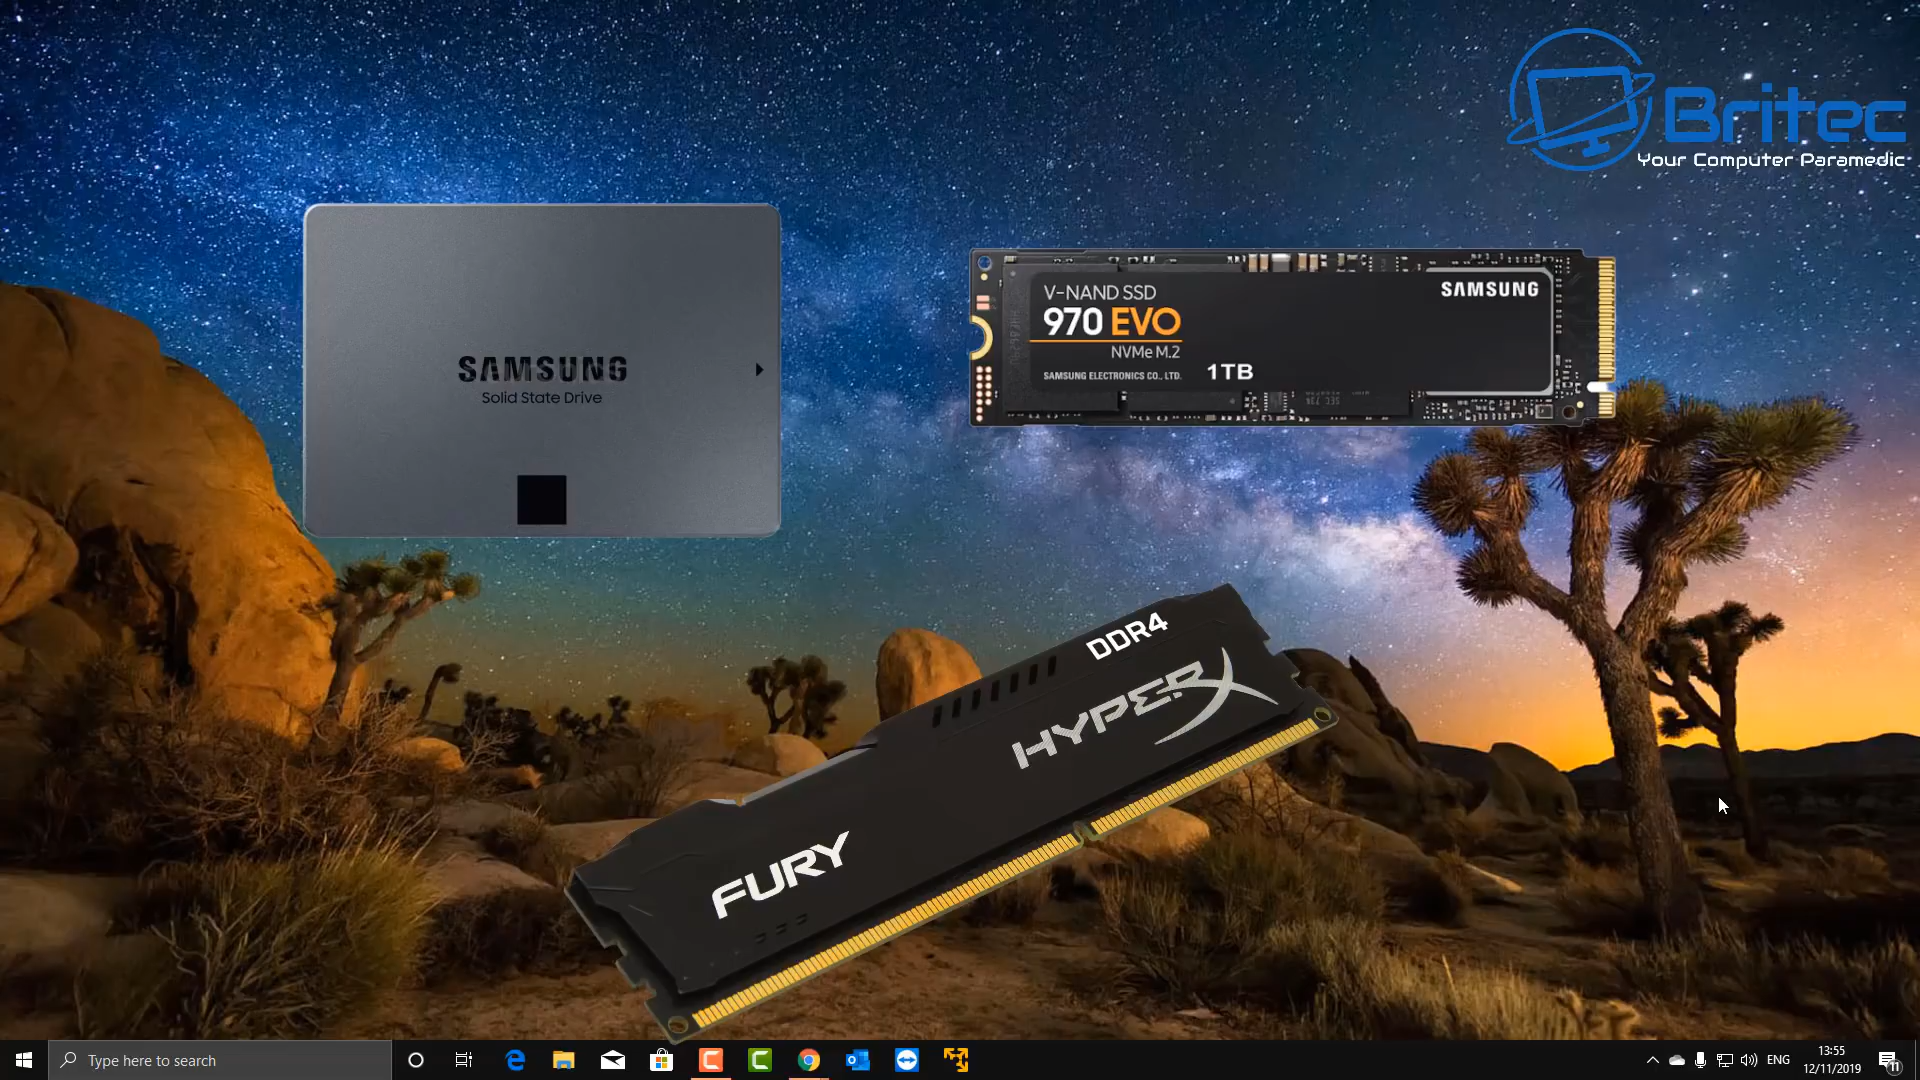 Britec
Your Computer Paramedic
SAMSUNG
Solid State Drive
V-NAND SSD
SAMSUNG
970 EVO
NVMe M.2
SAMSUNG ELECTRONICS CO., LTD.
1TB
DDR4
HYPERX
FURY
Type here to search
ENG
13:55
12/11/2019
11